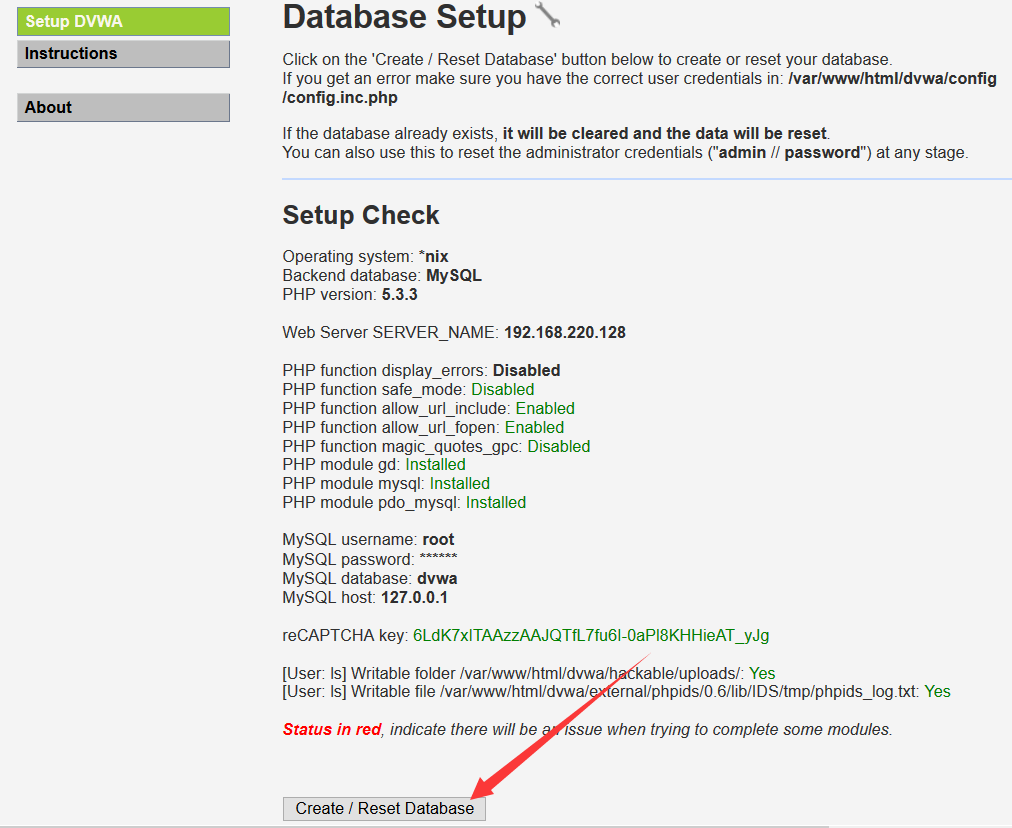 Setup DVWA
Instructions
About
Database Setup
Click on the 'Create / Reset Database' button below to create or reset your database.
If you get an error make sure you have the correct user credentials in: /var/www/html/dvwa/config
/config.inc.php
If the database already exists, it will be cleared and the data will be reset.
You can also use this to reset the administrator credentials ("admin // password") at any stage.
Setup Check
Operating system: *nix
Backend database: MySQL
PHP version: 5.3.3
Web Server SERVER_NAME: 192.168.220.128
PHP function display_errors: Disabled
PHP function safe_mode: Disabled
PHP function allow_url_include: Enabled
PHP function allow_url_fopen: Enabled
PHP function magic_quotes_gpc: Disabled
PHP module gd: Installed
PHP module mysql: Installed
PHP module pdo_mysql: Installed
MySQL username: root
MySQL password: ******
MySQL database: dvwa
MySQL host: 127.0.0.1
reCAPTCHA key: 6LdK7xITAAzzAAJQTfL7fu6I-0aPl8KHHieAT_yJg
[User: ls] Writable folder /var/www/html/dvwa/hackable/uploads/: Yes
[User: ls] Writable file /var/www/html/dvwa/external/phpids/0.6/lib/IDS/tmp/phpids_log.txt: Yes
Status in red, indicate there will be an issue when trying to complete some modules.
Create / Reset Database